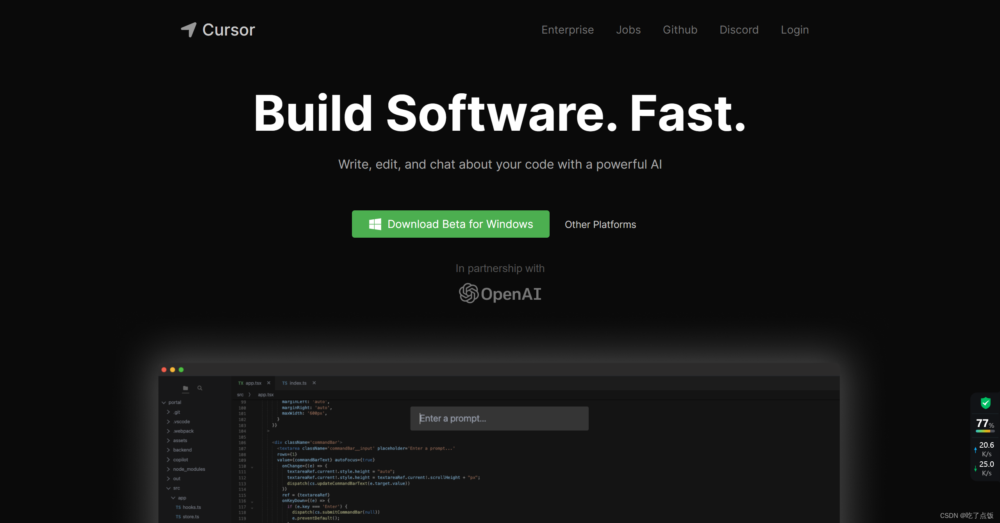 Cursor
Enterprise Jobs Github Discord Login
Build Software. Fast.
Write, edit, and chat about your code with a powerful AI
Download Beta for Windows
Other Platforms
In partnership with
OpenAI
TX app.tsx × TS index.ts ×
src > app.tsx
portal
.git
.vscode
.webpack
assets
backend
copilot
node_modules
out
src
app
TS hooks.ts
TS store.ts
Enter a prompt...
99 marginLeft: 'auto',
100 marginRight: 'auto',
101 maxWidth: '600px',
102 }
103 }}
104 >
105
106 <div className='commandBar'>
107 <textarea className='commandBar__input' placeholder='Enter a prompt...'
108 rows={1}
109 value={commandBarText} autoFocus={true}
110 onChange={(e) => {
111 textareaRef.current!.style.height = "auto";
112 textareaRef.current!.style.height = textareaRef.current!.scrollHeight + "px";
113 dispatch(cs.updateCommandBarText(e.target.value))
114 }}
115 ref = {textareaRef}
116 onKeyDown={(e) => {
117 if (e.key === 'Enter') {
118 dispatch(cs.submitCommandBar(null))
119 e.preventDefault();
77%
20.6
K/s
25.0
K/s
CSDN @吃了点饭